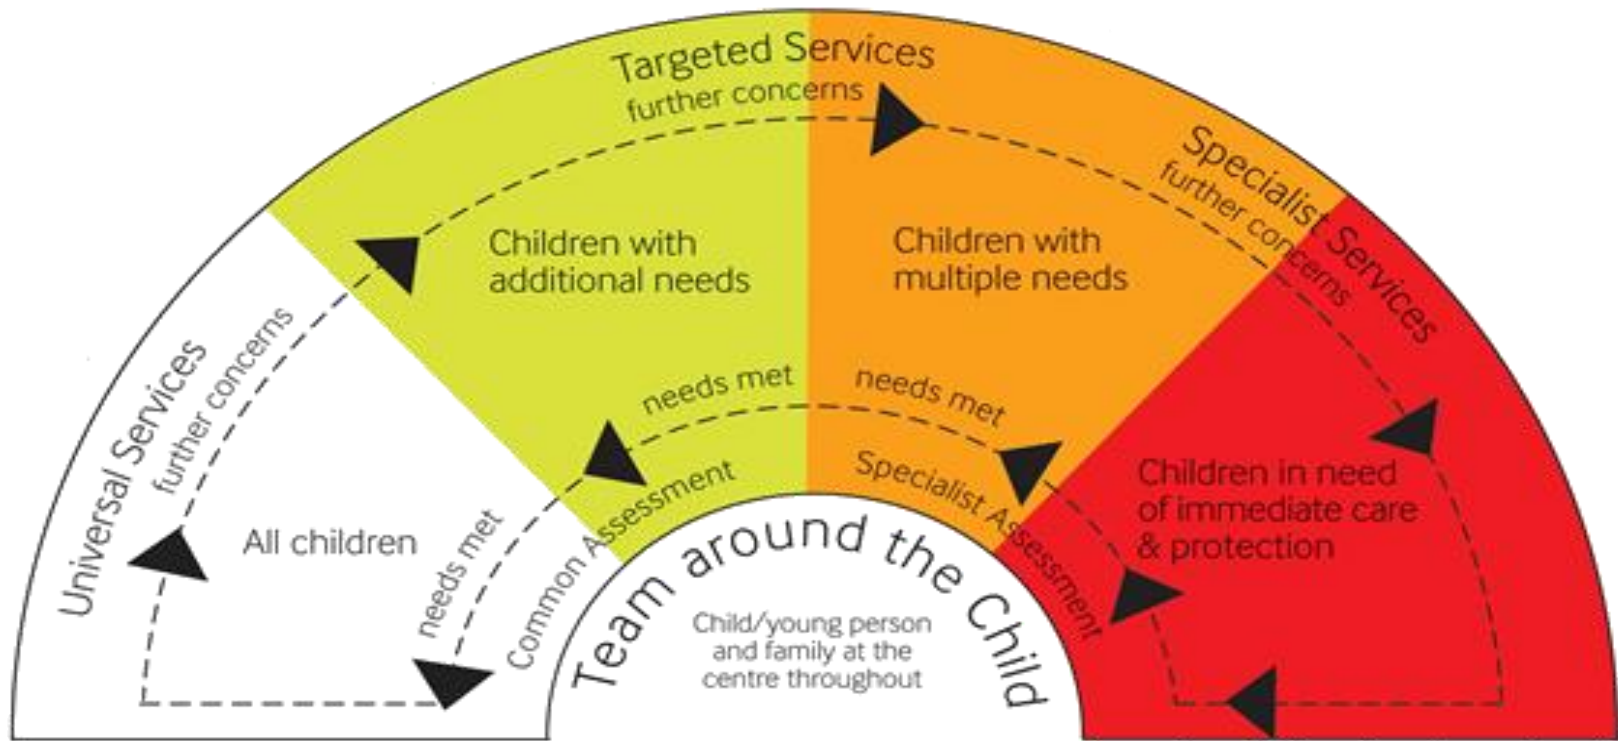 Universal Services
further concerns
All children
needs met
Common Assessment
Targeted Services
further concerns
Children with
additional needs
needs met
Children with
multiple needs
needs met
Specialist Assessment
Specialist Services
further concerns
Children in need
of immediate care
& protection
Team around the Child
Child/young person
and family at the
centre throughout